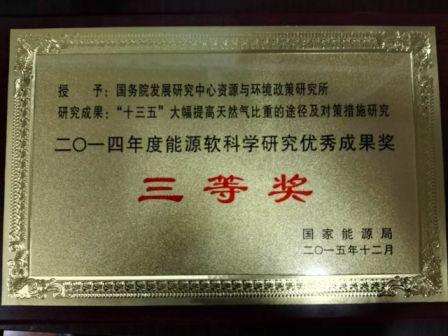 授 予：国务院发展研究中心资源与环境政策研究所
研究成果：“十三五”大幅提高天然气比重的途径及对策措施研究
二〇一四年度能源软科学研究优秀成果奖
三等奖
国家能源局
二〇一五年十二月